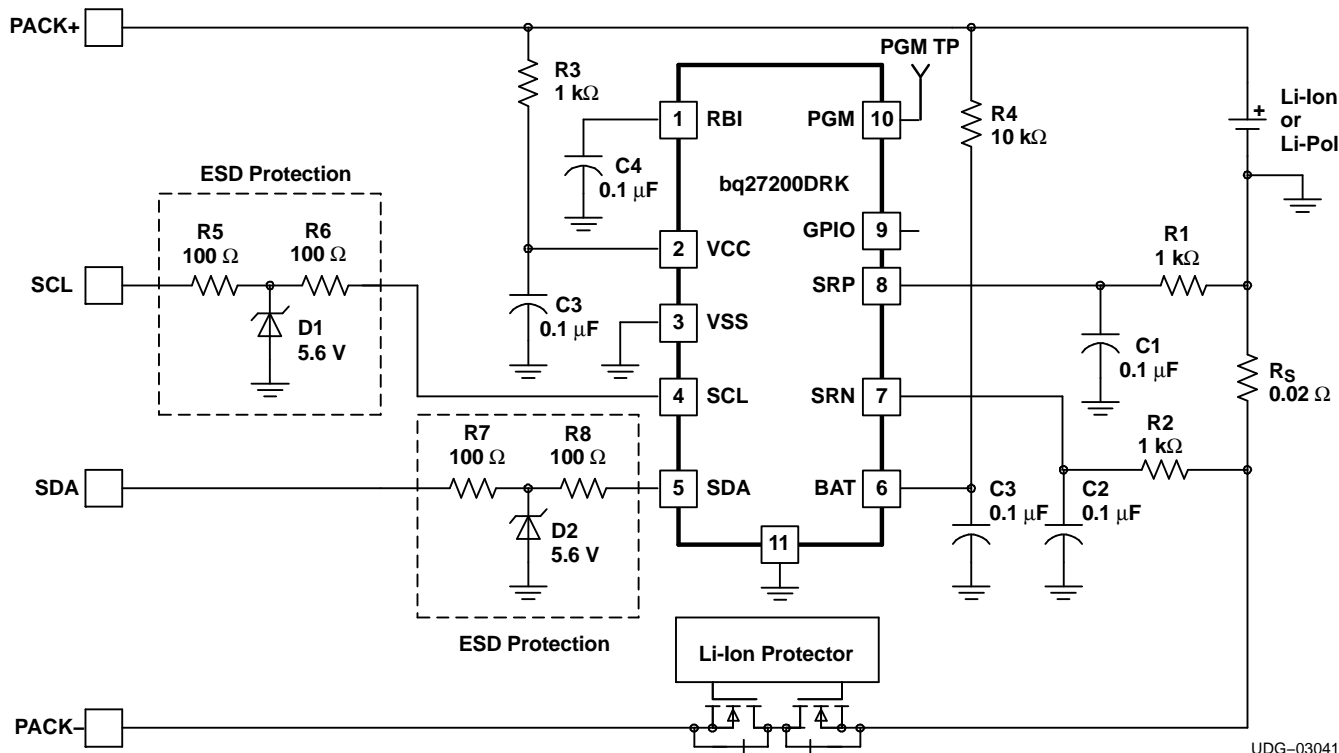 PACK+
PGM TP
R3
1 kΩ
R4
10 kΩ
Li-Ion
or
Li-Pol
+
1
RBI
PGM
10
C4
0.1 μF
bq27200DRK
ESD Protection
R5
100 Ω
R6
100 Ω
2
VCC
GPIO
9
R1
1 kΩ
SCL
SRP
8
D1
5.6 V
C3
0.1 μF
3
VSS
C1
0.1 μF
RS
0.02 Ω
4
SCL
SRN
7
R7
100 Ω
R8
100 Ω
R2
1 kΩ
SDA
5
SDA
BAT
6
C3
0.1 μF
C2
0.1 μF
D2
5.6 V
11
ESD Protection
Li-Ion Protector
PACK–
UDG–03041